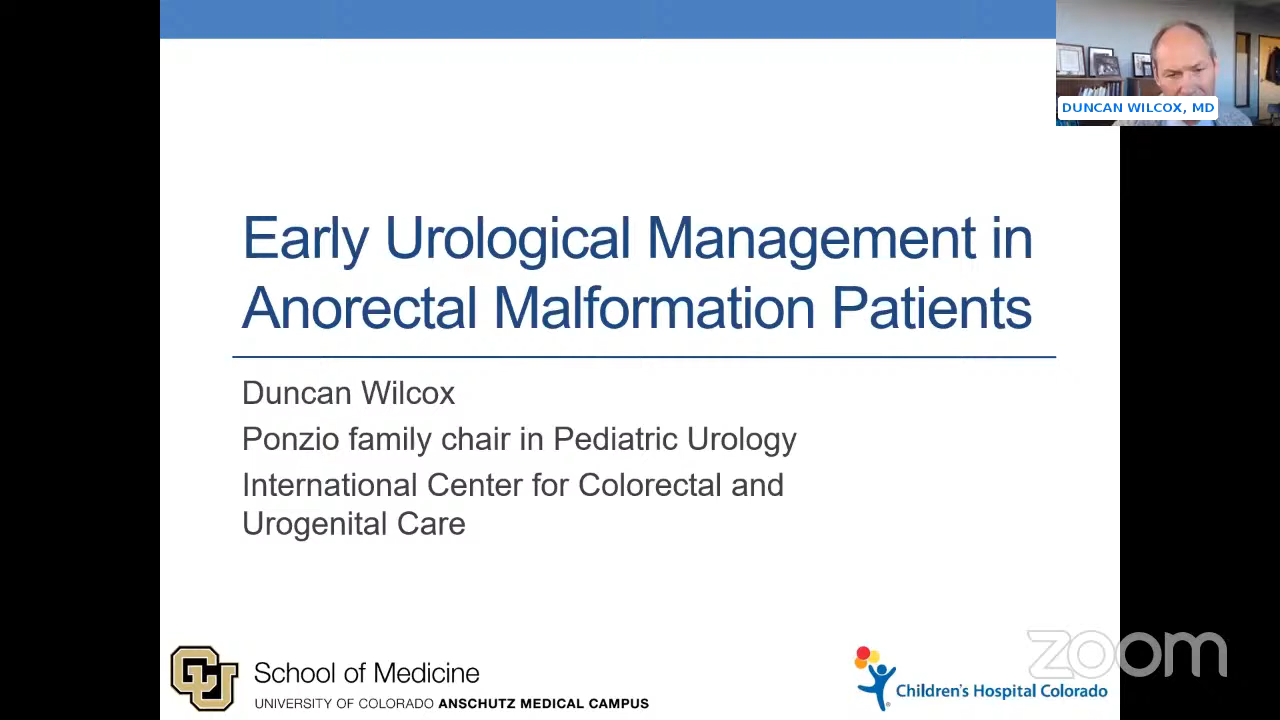 DUNCAN WILCOX, MD
Early Urological Management in
Anorectal Malformation Patients
Duncan Wilcox
Ponzio family chair in Pediatric Urology
International Center for Colorectal and
Urogenital Care
CU
School of Medicine
UNIVERSITY OF COLORADO ANSCHUTZ MEDICAL CAMPUS
Children's Hospital Colorado
zoom